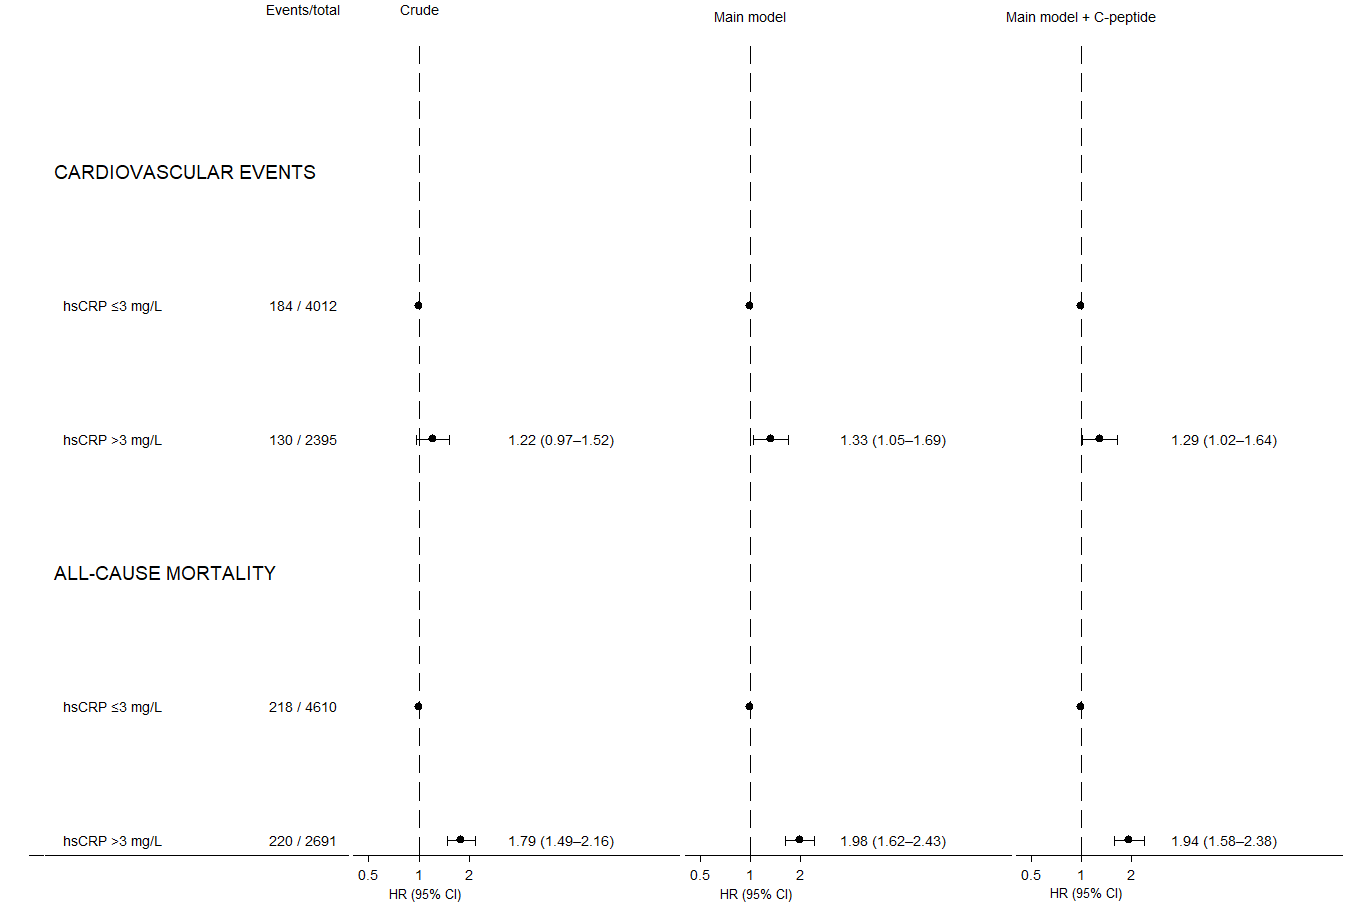 Events/total Crude Main model Main model + C-peptide
CARDIOVASCULAR EVENTS
hsCRP ≤3 mg/L 184 / 4012
hsCRP >3 mg/L 130 / 2395 1.22 (0.97–1.52) 1.33 (1.05–1.69) 1.29 (1.02–1.64)
ALL-CAUSE MORTALITY
hsCRP ≤3 mg/L 218 / 4610
hsCRP >3 mg/L 220 / 2691 1.79 (1.49–2.16) 1.98 (1.62–2.43) 1.94 (1.58–2.38)
0.5 1 2 0.5 1 2 0.5 1 2
HR (95% CI) HR (95% CI) HR (95% CI)